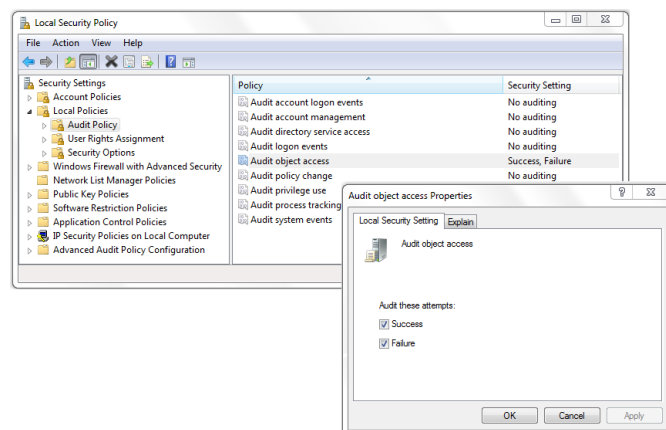 Local Security Policy
File Action View Help
Security Settings
Account Policies
Local Policies
Audit Policy
User Rights Assignment
Security Options
Windows Firewall with Advanced Security
Network List Manager Policies
Public Key Policies
Software Restriction Policies
Application Control Policies
IP Security Policies on Local Computer
Advanced Audit Policy Configuration
Policy Security Setting
Audit account logon events No auditing
Audit account management No auditing
Audit directory service access No auditing
Audit logon events No auditing
Audit object access Success, Failure
Audit policy change No auditing
Audit privilege use
Audit process tracking
Audit system events
Audit object access Properties
Local Security Setting Explain
Audit object access
Audit these attempts:
Success
Failure
OK Cancel Apply